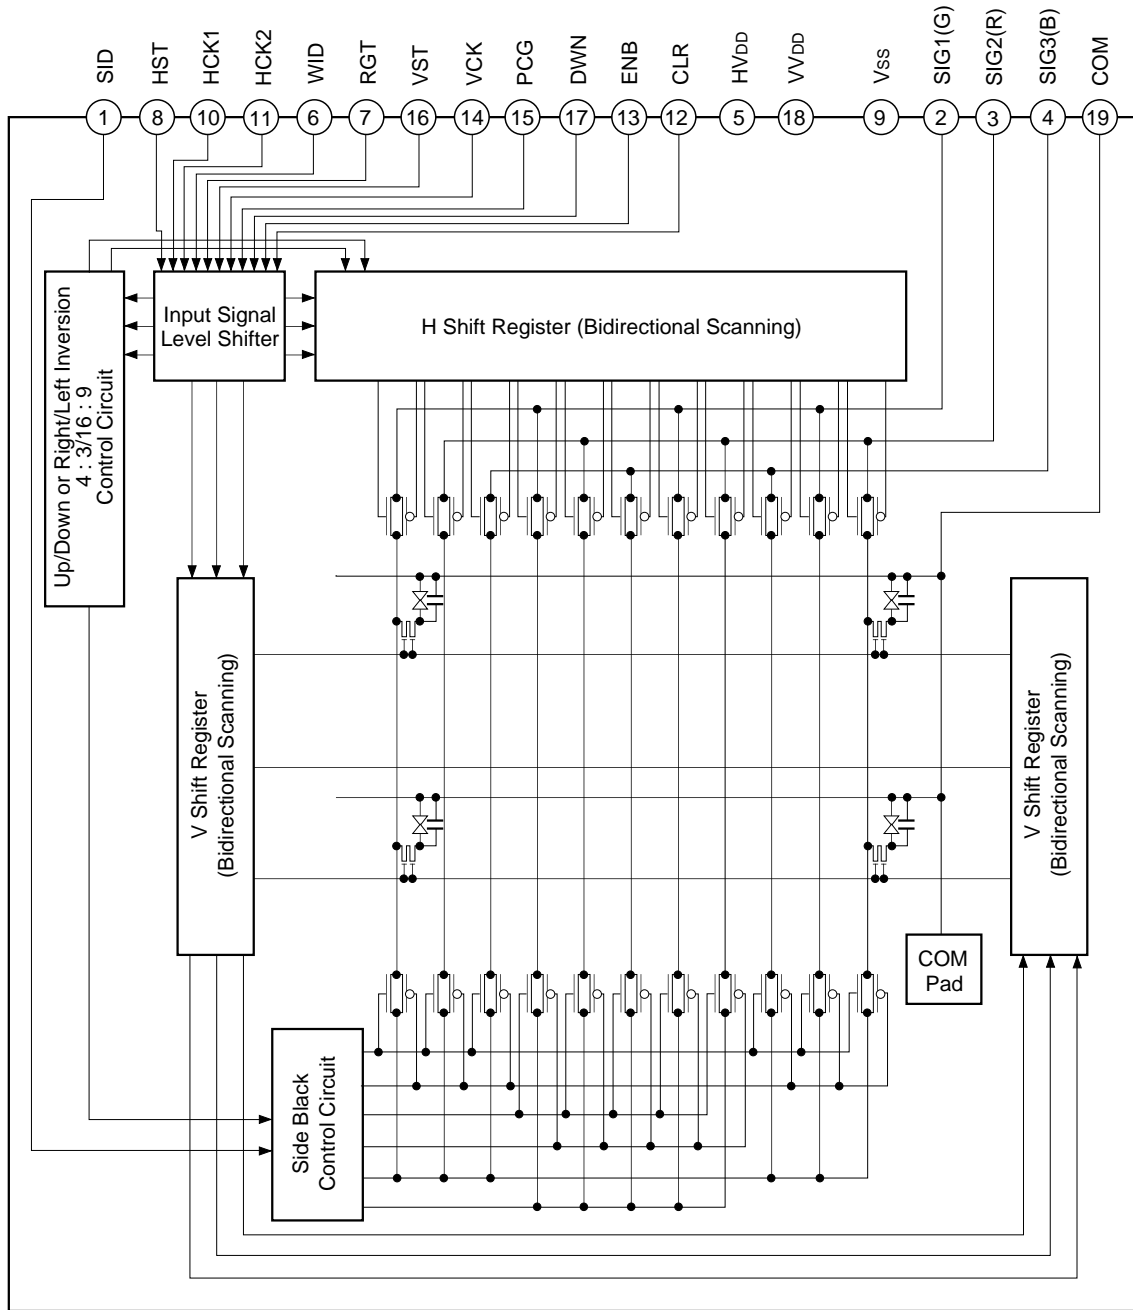 SID
HST
HCK1
HCK2
WID
RGT
VST
VCK
PCG
DWN
ENB
CLR
HVDD
VVDD
VSS
SIG1(G)
SIG2(R)
SIG3(B)
COM
1
8
10
11
6
7
16
14
15
17
13
12
5
18
9
2
3
4
19
Up/Down or Right/Left Inversion
4 : 3/16 : 9
Control Circuit
Input Signal
Level Shifter
H Shift Register (Bidirectional Scanning)
V Shift Register
(Bidirectional Scanning)
V Shift Register
(Bidirectional Scanning)
COM
Pad
Side Black
Control Circuit